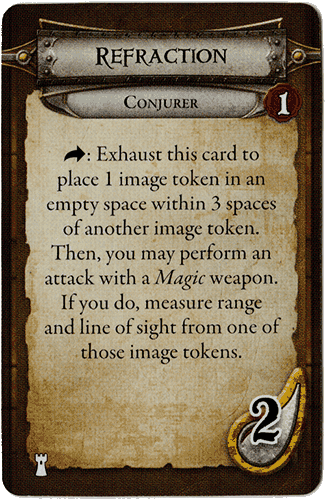 Refraction
Conjurer
1
: Exhaust this card to
place 1 image token in an
empty space within 3 spaces
of another image token.
Then, you may perform an
attack with a Magic weapon.
If you do, measure range
and line of sight from one of
those image tokens.
2